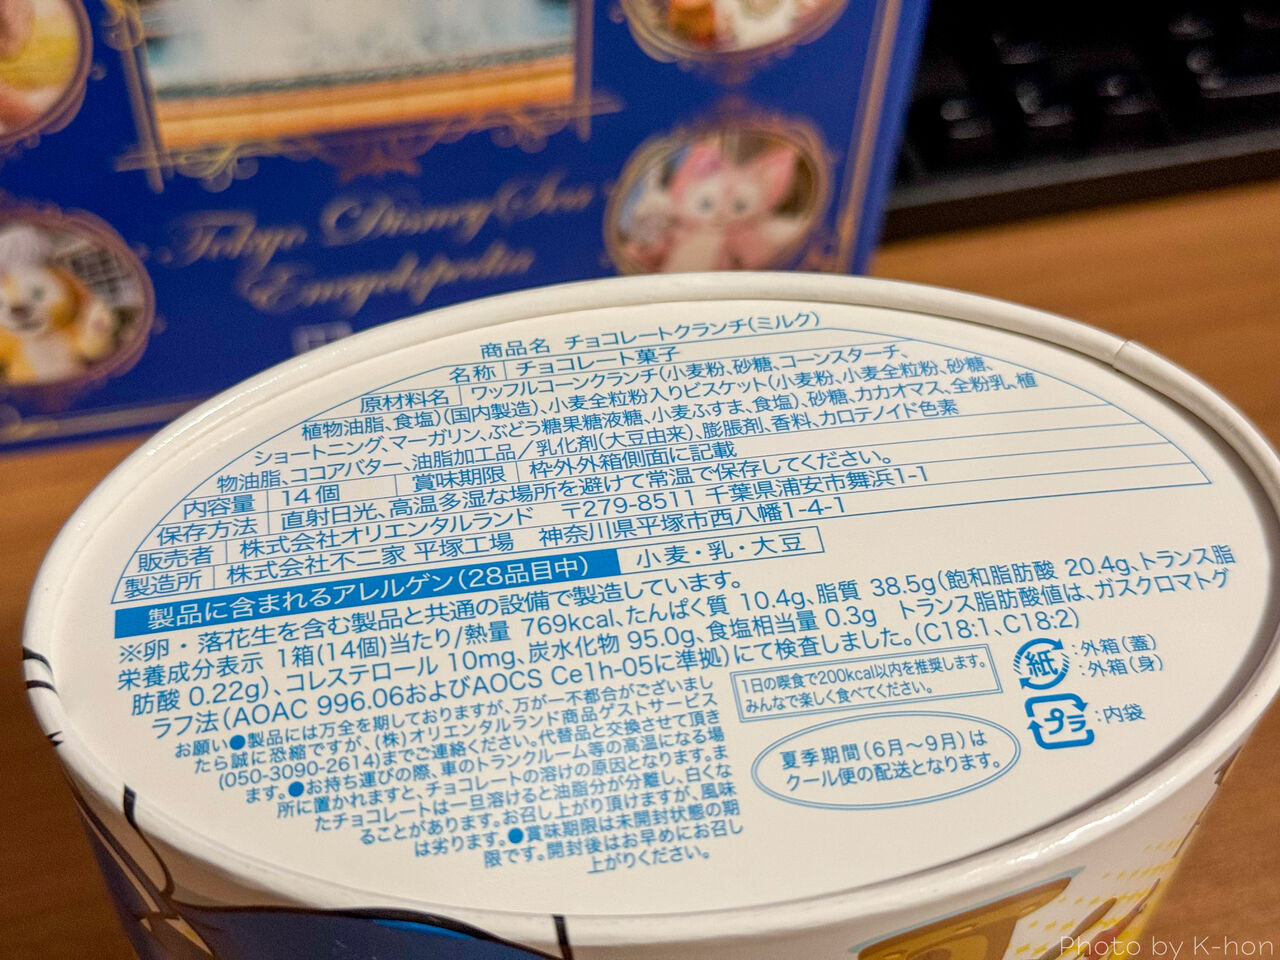 Tokyo DisneySea
Encyclopedia
商品名 チョコレートクランチ(ミルク)
名称 チョコレート菓子
原材料名 ワッフルコーンクランチ(小麦粉、砂糖、コーンスターチ、
植物油脂、食塩)(国内製造)、小麦全粒粉入りビスケット(小麦粉、小麦全粒粉、砂糖、
ショートニング、マーガリン、ぶどう糖果糖液糖、小麦ふすま、食塩)、砂糖、カカオマス、全粉乳、植
物油脂、ココアバター、油脂加工品/乳化剤(大豆由来)、膨脹剤、香料、カロテノイド色素
内容量 14個 賞味期限 枠外外箱側面に記載
保存方法 直射日光、高温多湿な場所を避けて常温で保存してください。
販売者 株式会社オリエンタルランド 〒279-8511 千葉県浦安市舞浜1-1
製造所 株式会社不二家 平塚工場 神奈川県平塚市西八幡1-4-1
製品に含まれるアレルゲン(28品目中) 小麦・乳・大豆
※卵・落花生を含む製品と共通の設備で製造しています。
栄養成分表示 1箱(14個)当たり/熱量 769kcal、たんぱく質 10.4g、脂質 38.5g(飽和脂肪酸 20.4g、トランス脂
肪酸 0.22g)、コレステロール 10mg、炭水化物 95.0g、食塩相当量 0.3g トランス脂肪酸値は、ガスクロマトグ
ラフ法(AOAC 996.06およびAOCS Ce1h-05に準拠)にて検査しました。(C18:1、C18:2)
お願い●製品には万全を期しておりますが、万が一不都合がございまし
たら誠に恐縮ですが、(株)オリエンタルランド商品ゲストサービス
(050-3090-2614)までご連絡ください。代替品と交換させて頂き
ます。●お持ち運びの際、車のトランクルーム等の高温になる場
所に置かれますと、チョコレートの溶けの原因となります。ま
たチョコレートは一旦溶けると油脂分が分離し、白くな
ることがあります。お召し上がり頂けますが、風味
は劣ります。●賞味期限は未開封状態の期
限です。開封後はお早めにお召し
上がりください。
1日の喫食で200kcal以内を推奨します。
みんなで楽しく食べてください。
夏季期間(6月～9月)は
クール便の配送となります。
紙 :外箱(蓋)
:外箱(身)
プラ :内袋
Photo by K-hon